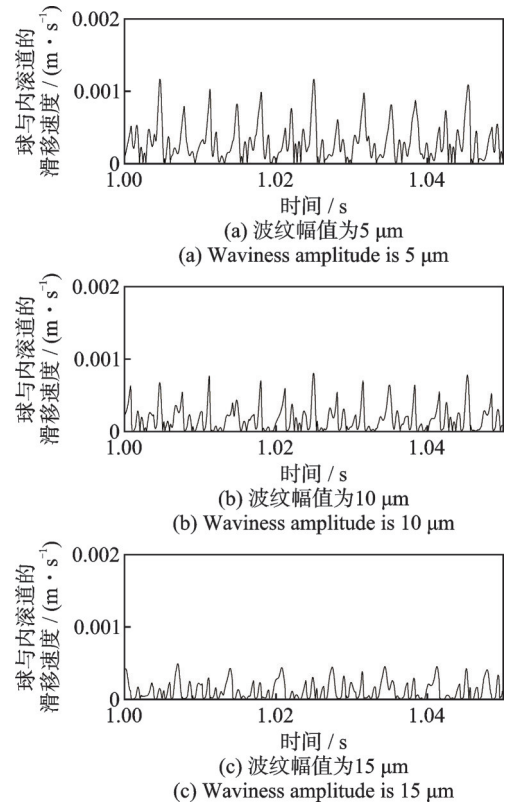 球与内滚道的
滑移速度 / (m·s⁻¹)
0.002
0.001
0
1.00
1.02
1.04
时间 / s
(a) 波纹幅值为5 μm
(a) Waviness amplitude is 5 μm
球与内滚道的
滑移速度 / (m·s⁻¹)
0.002
0.001
0
1.00
1.02
1.04
时间 / s
(b) 波纹幅值为10 μm
(b) Waviness amplitude is 10 μm
球与内滚道的
滑移速度 / (m·s⁻¹)
0.002
0.001
0
1.00
1.02
1.04
时间 / s
(c) 波纹幅值为15 μm
(c) Waviness amplitude is 15 μm